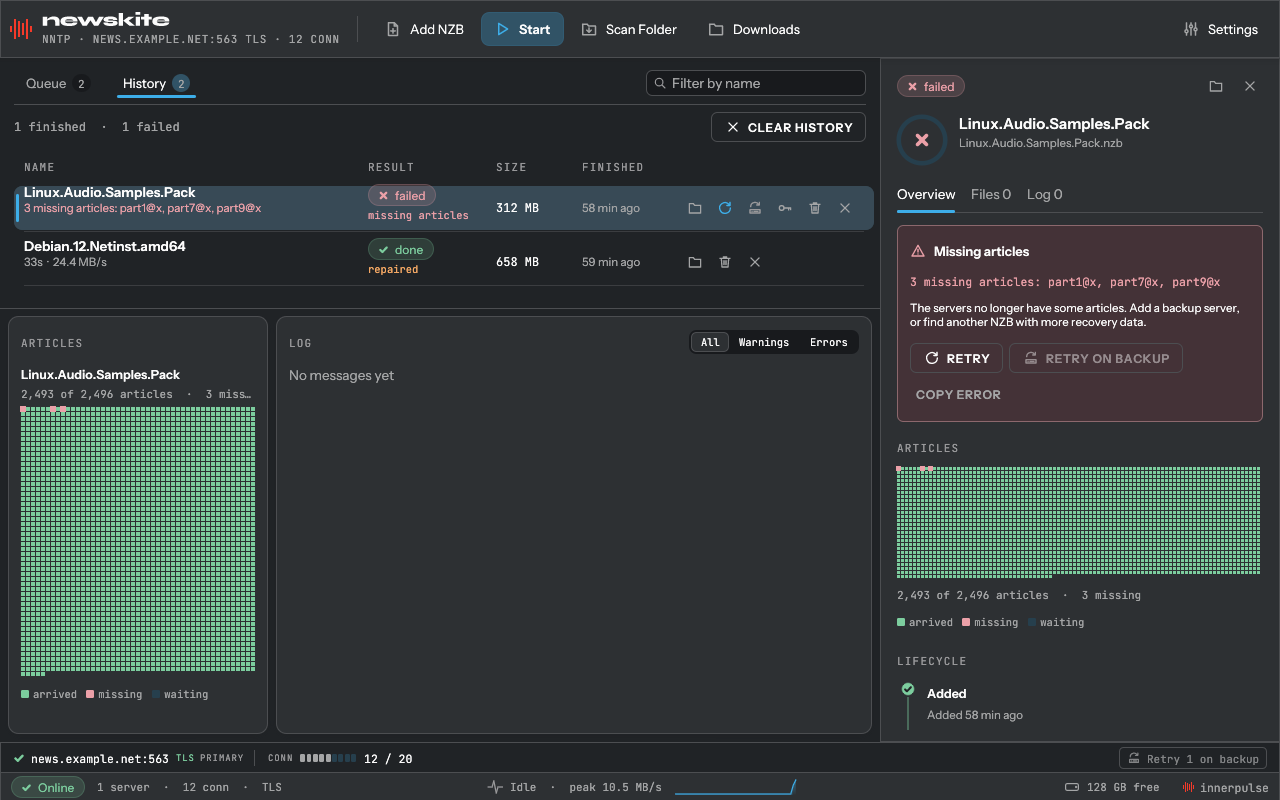 newskite
NNTP · NEWS.EXAMPLE.NET:563 TLS · 12 CONN
Add NZB
Start
Scan Folder
Downloads
Settings
Queue 2
History 2
Filter by name
1 finished · 1 failed
CLEAR HISTORY
NAME RESULT SIZE FINISHED
Linux.Audio.Samples.Pack
3 missing articles: part1@x, part7@x, part9@x
failed
missing articles
312 MB
58 min ago
Debian.12.Netinst.amd64
33s · 24.4 MB/s
done
repaired
658 MB
59 min ago
ARTICLES
Linux.Audio.Samples.Pack
2,493 of 2,496 articles · 3 miss…
arrived missing waiting
LOG
All Warnings Errors
No messages yet
failed
Linux.Audio.Samples.Pack
Linux.Audio.Samples.Pack.nzb
Overview Files 0 Log 0
Missing articles
3 missing articles: part1@x, part7@x, part9@x
The servers no longer have some articles. Add a backup server,
or find another NZB with more recovery data.
RETRY
RETRY ON BACKUP
COPY ERROR
ARTICLES
2,493 of 2,496 articles · 3 missing
arrived missing waiting
LIFECYCLE
Added
Added 58 min ago
news.example.net:563 TLS PRIMARY
CONN 12 / 20
Retry 1 on backup
Online
1 server · 12 conn · TLS
Idle · peak 10.5 MB/s
128 GB free
innerpulse